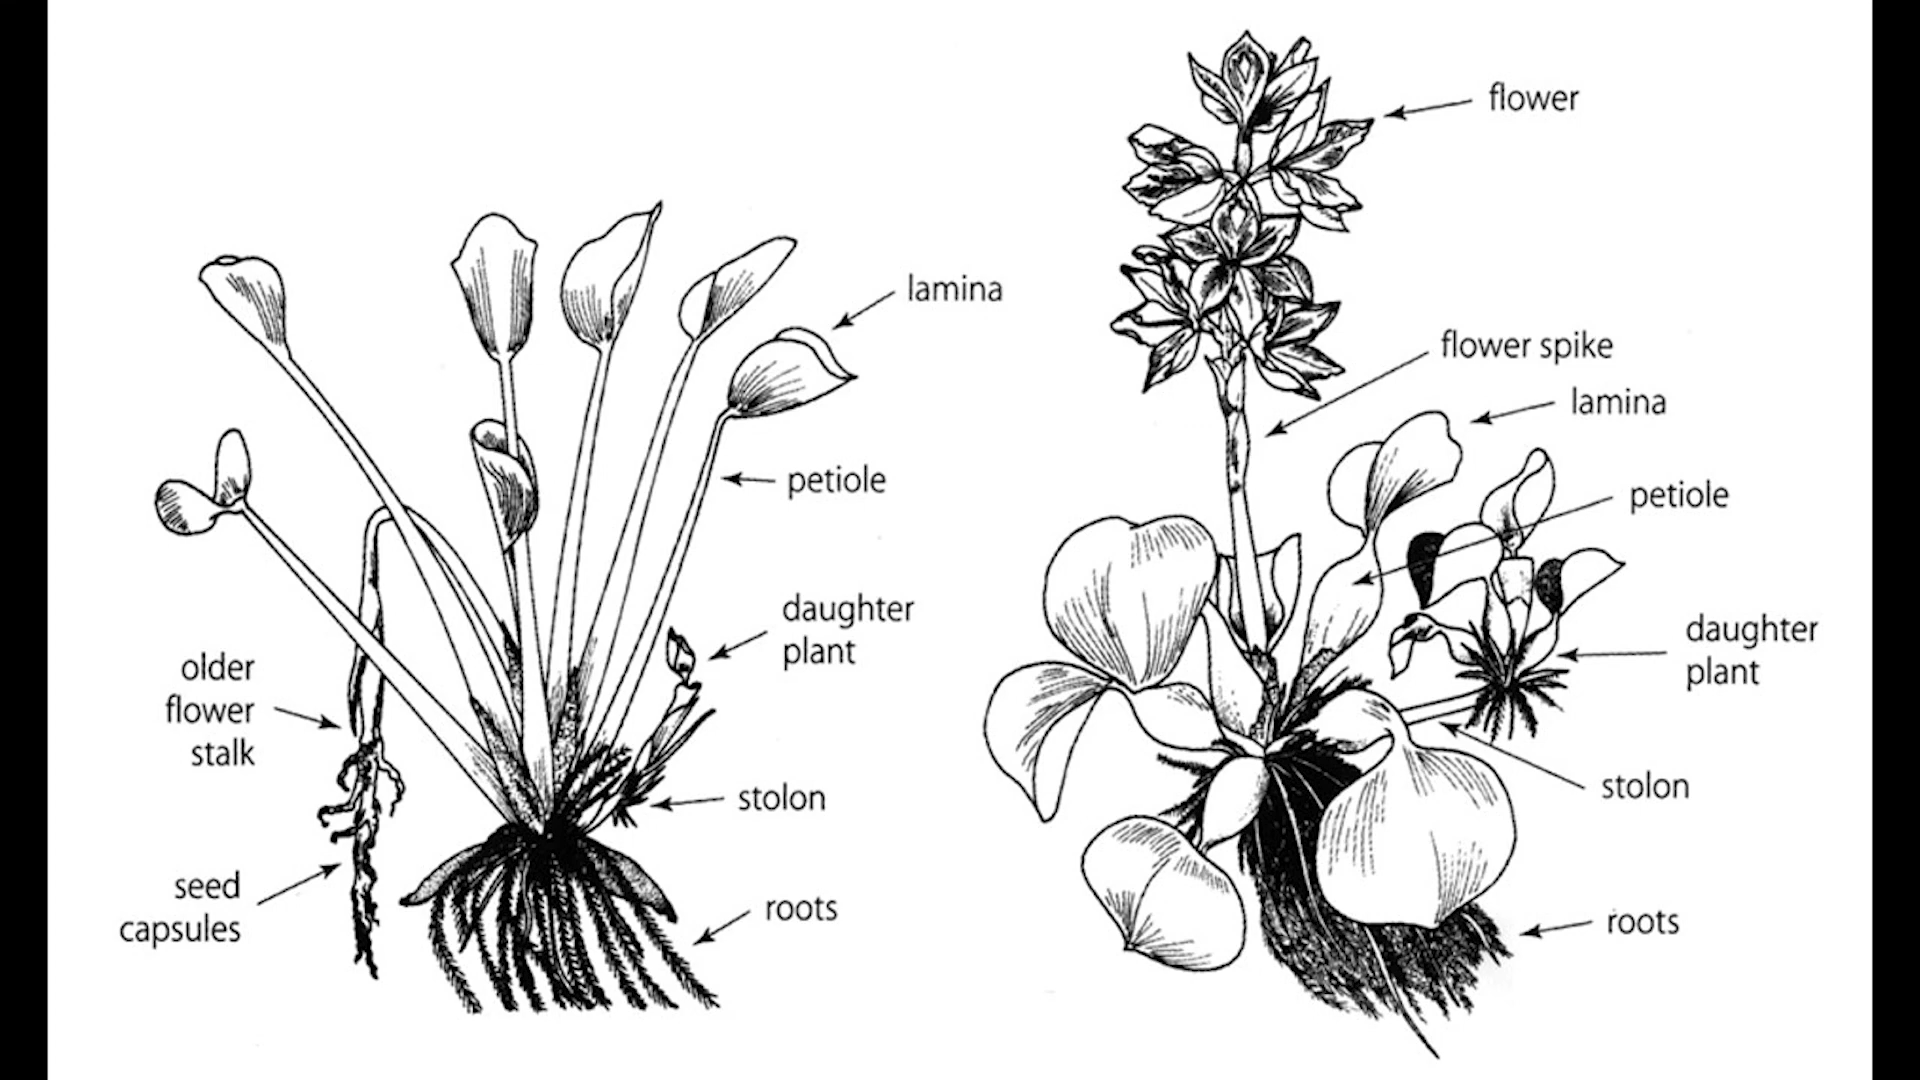 lamina
petiole
daughter
plant
older
flower
stalk
stolon
seed
capsules
roots
flower
flower spike
lamina
petiole
daughter
plant
stolon
roots